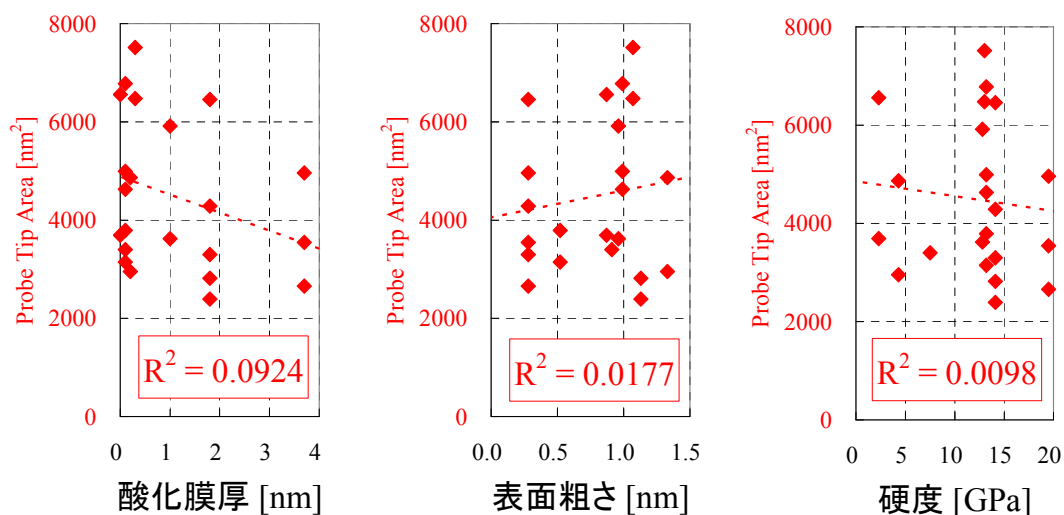 8000
6000
4000
2000
0
Probe Tip Area [nm²]
R² = 0.0924
0 1 2 3 4
酸化膜厚 [nm]
8000
6000
4000
2000
0
Probe Tip Area [nm²]
R² = 0.0177
0.0 0.5 1.0 1.5
表面粗さ [nm]
8000
6000
4000
2000
0
Probe Tip Area [nm²]
R² = 0.0098
0 5 10 15 20
硬度 [GPa]